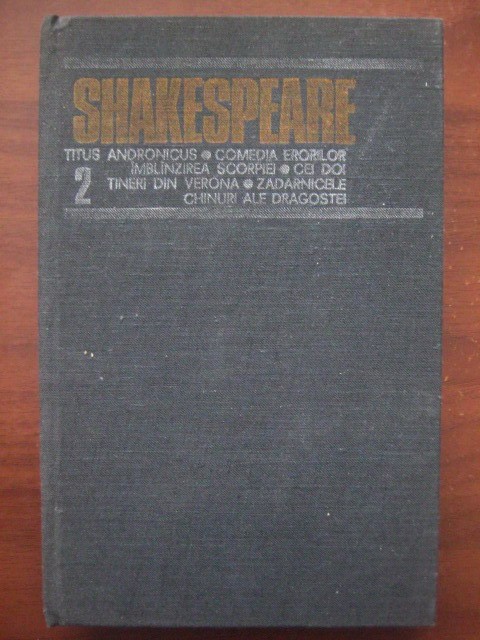 SHAKESPEARE
TITUS ANDRONICUS • COMEDIA ERORILOR
ÎMBLÎNZIREA SCORPIEI • CEI DOI
2 TINERI DIN VERONA • ZADARNICELE
CHINURI ALE DRAGOSTEI